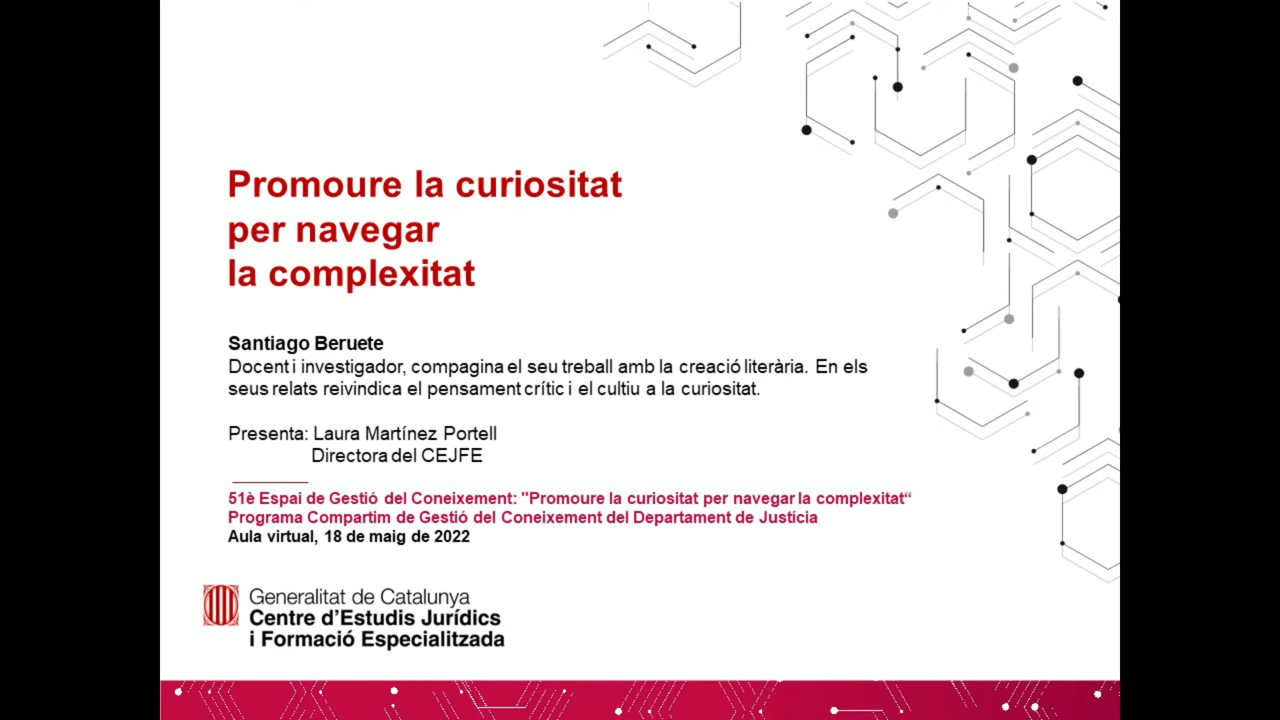 Promoure la curiositat
per navegar
la complexitat
Santiago Beruete
Docent i investigador, compagina el seu treball amb la creació literària. En els
seus relats reivindica el pensament crític i el cultiu a la curiositat.
Presenta: Laura Martínez Portell
Directora del CEJFE
51è Espai de Gestió del Coneixement: "Promoure la curiositat per navegar la complexitat“
Programa Compartim de Gestió del Coneixement del Departament de Justícia
Aula virtual, 18 de maig de 2022
Generalitat de Catalunya
Centre d’Estudis Jurídics
i Formació Especialitzada